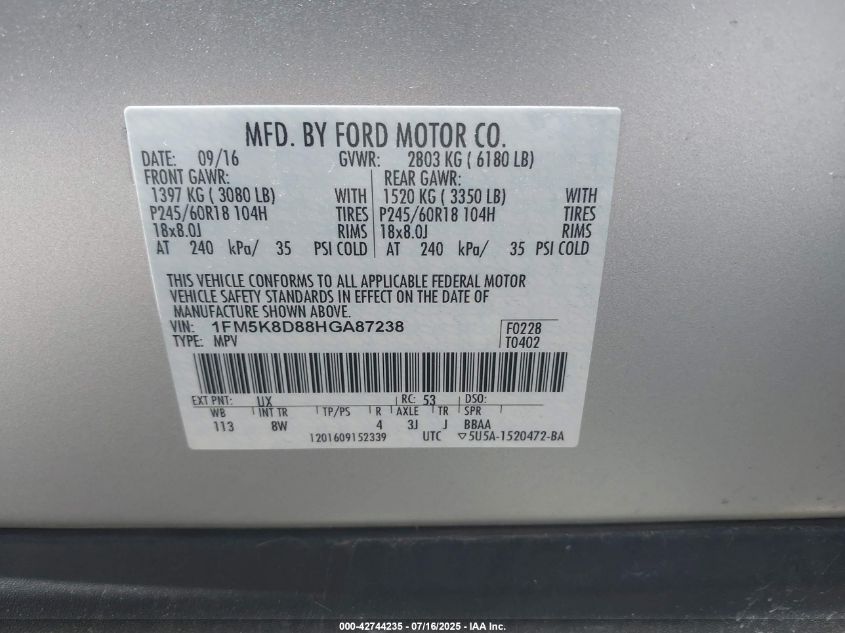 MFD. BY FORD MOTOR CO.
DATE: 09/16 GVWR: 2803 KG ( 6180 LB)
FRONT GAWR: REAR GAWR:
1397 KG ( 3080 LB) WITH 1520 KG ( 3350 LB) WITH
P245/60R18 104H TIRES P245/60R18 104H TIRES
18x8.0J RIMS 18x8.0J RIMS
AT 240 kPa/ 35 PSI COLD AT 240 kPa/ 35 PSI COLD
THIS VEHICLE CONFORMS TO ALL APPLICABLE FEDERAL MOTOR
VEHICLE SAFETY STANDARDS IN EFFECT ON THE DATE OF
MANUFACTURE SHOWN ABOVE.
VIN: 1FM5K8D88HGA87238 F0228
TYPE: MPV T0402
EXT PNT: UX RC: 53 DSO:
WB INT TR TP/PS R AXLE TR SPR
113 8W 4 3J J BBAA
1201609152339 UTC ▽5U5A-1520472-BA
000-42744235 - 07/16/2025 - IAA Inc.